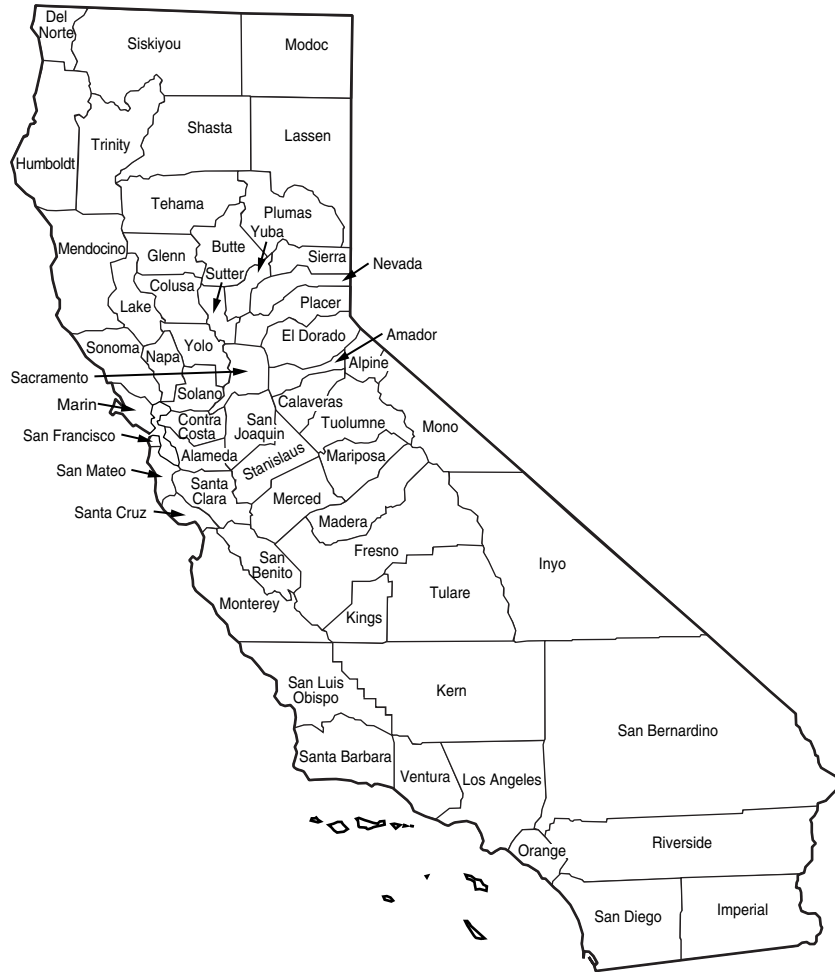 Del
Norte
Siskiyou
Modoc
Shasta
Lassen
Trinity
Humboldt
Tehama
Plumas
Yuba
Butte
Mendocino
Glenn
Sierra
Nevada
Sutter
Colusa
Lake
Placer
El Dorado
Amador
Sonoma
Yolo
Napa
Alpine
Sacramento
Solano
Calaveras
Marin
Contra
Costa
San
Joaquin
Tuolumne
Mono
San Francisco
Alameda
Stanislaus
Mariposa
San Mateo
Santa
Clara
Merced
Santa Cruz
Madera
Fresno
San
Benito
Inyo
Monterey
Tulare
Kings
San Luis
Obispo
Kern
San Bernardino
Santa Barbara
Ventura
Los Angeles
Orange
Riverside
San Diego
Imperial